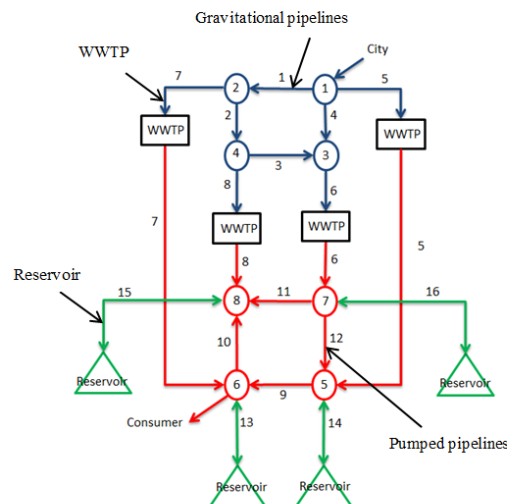 Gravitational pipelines
WWTP
City
7
2
1
1
5
WWTP
2
4
WWTP
4
3
3
8
6
7
5
WWTP
WWTP
8
6
Reservoir
15
8
11
7
16
10
12
Reservoir
6
9
5
Reservoir
Consumer
13
14
Pumped pipelines
Reservoir
Reservoir